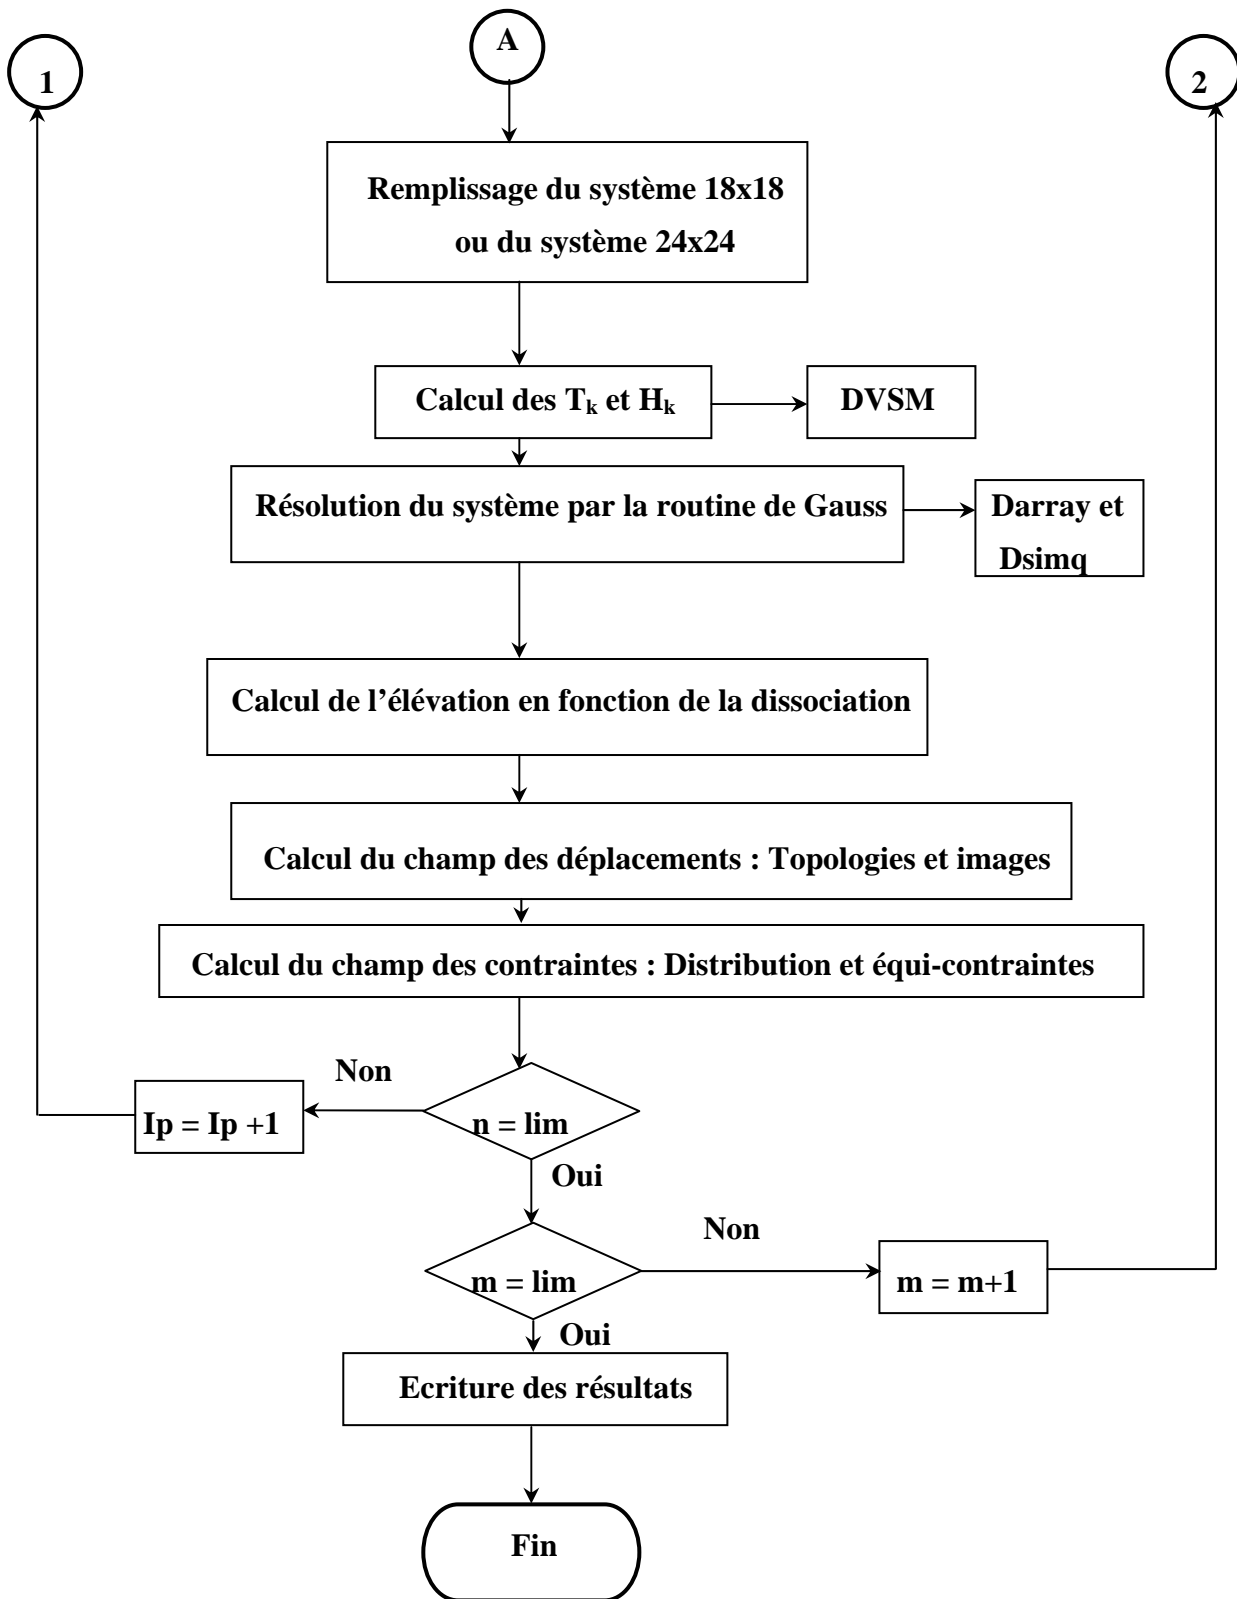 A
1
2
Remplissage du système 18x18
ou du système 24x24
Calcul des Tₖ et Hₖ
DVSM
Résolution du système par la routine de Gauss
Darray et
Dsimq
Calcul de l’élévation en fonction de la dissociation
Calcul du champ des déplacements : Topologies et images
Calcul du champ des contraintes : Distribution et équi-contraintes
Non
Ip = Ip +1
n = lim
Oui
Non
m = lim
m = m+1
Oui
Ecriture des résultats
Fin